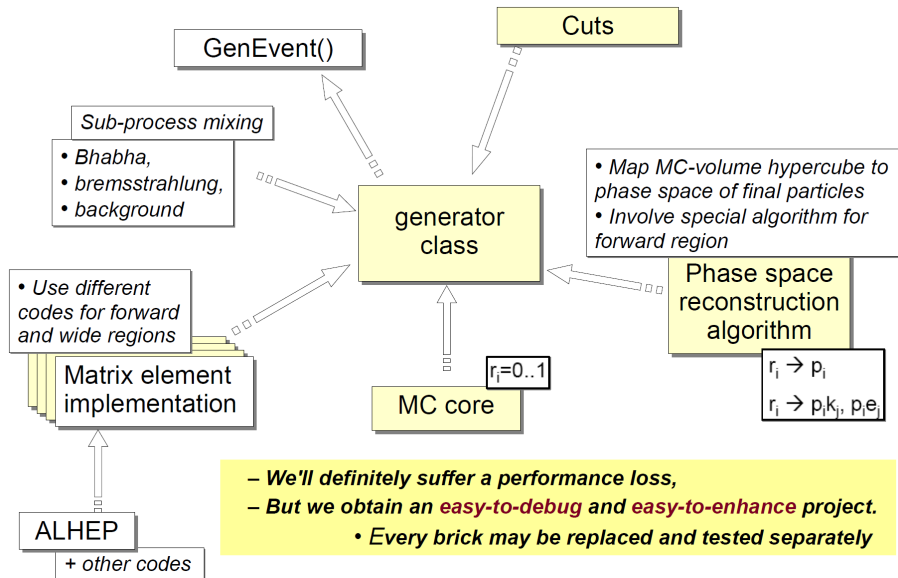 Cuts
GenEvent()
Sub-process mixing
• Bhabha,
• bremsstrahlung,
• background
• Map MC-volume hypercube to
phase space of final particles
• Involve special algorithm for
forward region
generator
class
Phase space
reconstruction
algorithm
• Use different
codes for forward
and wide regions
Matrix element
implementation
rᵢ=0..1
MC core
rᵢ → pᵢ
rᵢ → pᵢkⱼ, pᵢeⱼ
– We'll definitely suffer a performance loss,
– But we obtain an easy-to-debug and easy-to-enhance project.
• Every brick may be replaced and tested separately
ALHEP
+ other codes